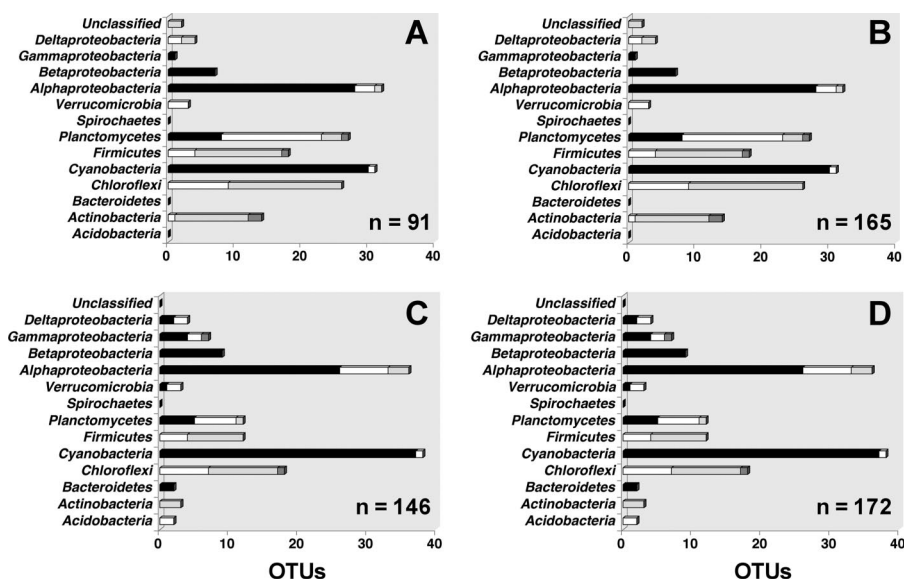 Unclassified
Deltaproteobacteria
Gammaproteobacteria
Betaproteobacteria
Alphaproteobacteria
Verrucomicrobia
Spirochaetes
Planctomycetes
Firmicutes
Cyanobacteria
Chloroflexi
Bacteroidetes
Actinobacteria
Acidobacteria
A
n = 91
0 10 20 30 40
Unclassified
Deltaproteobacteria
Gammaproteobacteria
Betaproteobacteria
Alphaproteobacteria
Verrucomicrobia
Spirochaetes
Planctomycetes
Firmicutes
Cyanobacteria
Chloroflexi
Bacteroidetes
Actinobacteria
Acidobacteria
B
n = 165
0 10 20 30 40
Unclassified
Deltaproteobacteria
Gammaproteobacteria
Betaproteobacteria
Alphaproteobacteria
Verrucomicrobia
Spirochaetes
Planctomycetes
Firmicutes
Cyanobacteria
Chloroflexi
Bacteroidetes
Actinobacteria
Acidobacteria
C
n = 146
0 10 20 30 40
OTUs
Unclassified
Deltaproteobacteria
Gammaproteobacteria
Betaproteobacteria
Alphaproteobacteria
Verrucomicrobia
Spirochaetes
Planctomycetes
Firmicutes
Cyanobacteria
Chloroflexi
Bacteroidetes
Actinobacteria
Acidobacteria
D
n = 172
0 10 20 30 40
OTUs